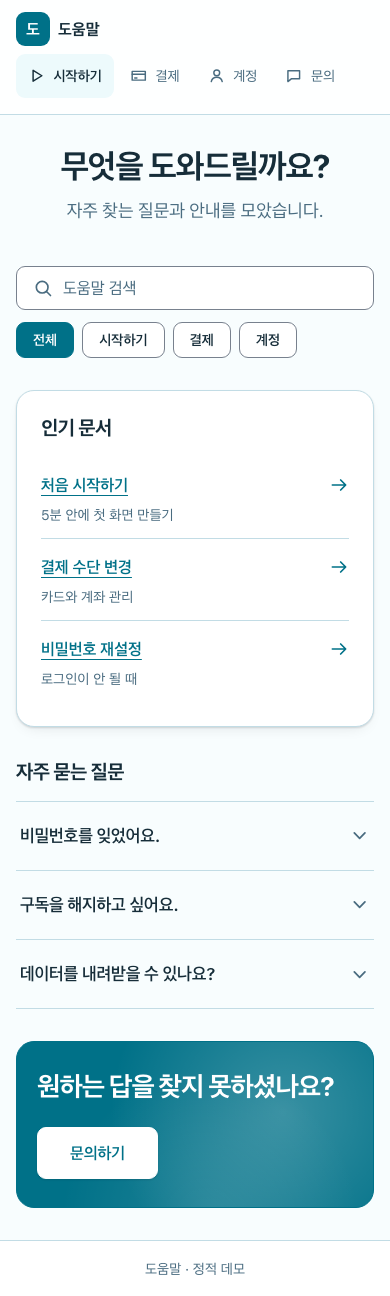 도 도움말
시작하기 결제 계정 문의
무엇을 도와드릴까요?
자주 찾는 질문과 안내를 모았습니다.
도움말 검색
전체 시작하기 결제 계정
인기 문서
처음 시작하기
5분 안에 첫 화면 만들기
결제 수단 변경
카드와 계좌 관리
비밀번호 재설정
로그인이 안 될 때
자주 묻는 질문
비밀번호를 잊었어요.
구독을 해지하고 싶어요.
데이터를 내려받을 수 있나요?
원하는 답을 찾지 못하셨나요?
문의하기
도움말 · 정적 데모